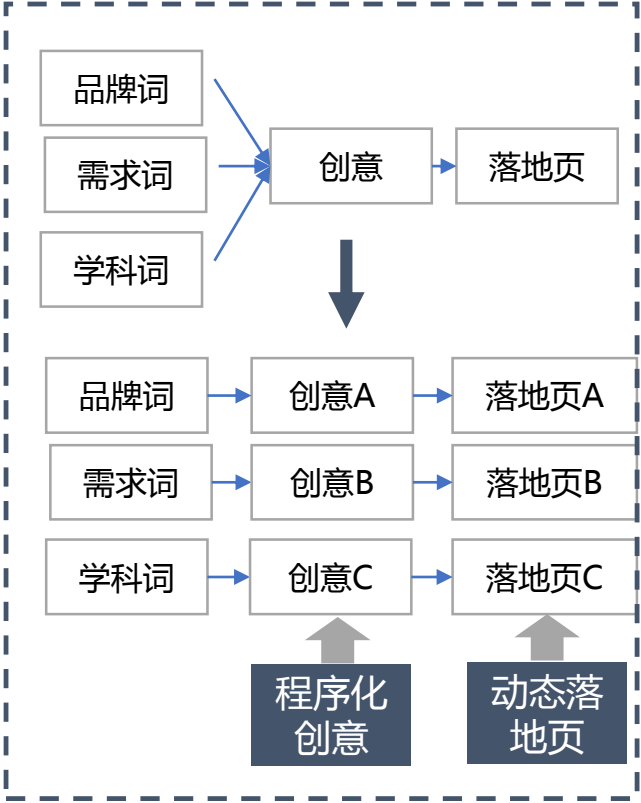 品牌词
需求词
学科词
创意
落地页
品牌词
创意A
落地页A
需求词
创意B
落地页B
学科词
创意C
落地页C
程序化
创意
动态落
地页